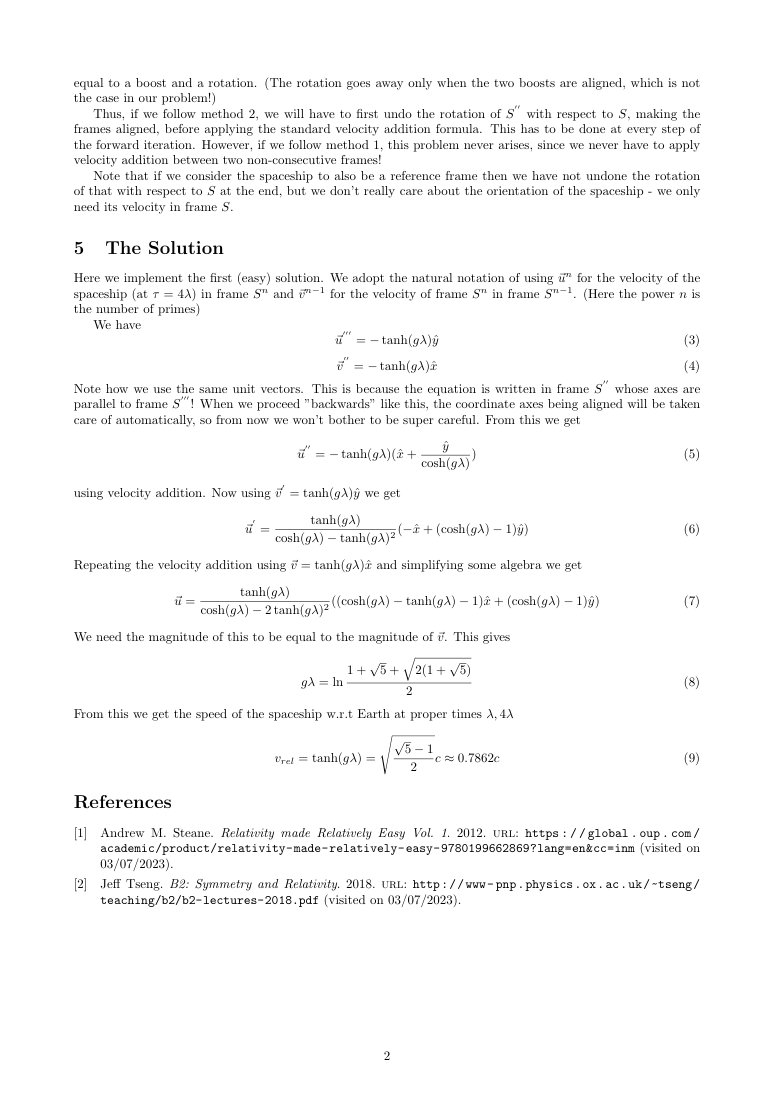 equal to a boost and a rotation. (The rotation goes away only when the two boosts are aligned, which is not
the case in our problem!)
Thus, if we follow method 2, we will have to first undo the rotation of S′′ with respect to S, making the
frames aligned, before applying the standard velocity addition formula. This has to be done at every step of
the forward iteration. However, if we follow method 1, this problem never arises, since we never have to apply
velocity addition between two non-consecutive frames!
Note that if we consider the spaceship to also be a reference frame then we have not undone the rotation
of that with respect to S at the end, but we don't really care about the orientation of the spaceship - we only
need its velocity in frame S.
5 The Solution
Here we implement the first (easy) solution. We adopt the natural notation of using u⃗^n for the velocity of the
spaceship (at τ = 4λ) in frame S^n and v⃗^{n−1} for the velocity of frame S^n in frame S^{n−1}. (Here the power n is
the number of primes)
We have
u⃗′′′ = − tanh(gλ)ŷ (3)
v⃗′′ = − tanh(gλ)x̂ (4)
Note how we use the same unit vectors. This is because the equation is written in frame S′′ whose axes are
parallel to frame S′′′! When we proceed ”backwards” like this, the coordinate axes being aligned will be taken
care of automatically, so from now we won't bother to be super careful. From this we get
u⃗′′ = − tanh(gλ)(x̂ + ŷ/cosh(gλ)) (5)
using velocity addition. Now using v⃗′ = tanh(gλ)ŷ we get
u⃗′ = tanh(gλ)/(cosh(gλ) − tanh(gλ)²) (−x̂ + (cosh(gλ) − 1)ŷ) (6)
Repeating the velocity addition using v⃗ = tanh(gλ)x̂ and simplifying some algebra we get
u⃗ = tanh(gλ)/(cosh(gλ) − 2 tanh(gλ)²) ((cosh(gλ) − tanh(gλ) − 1)x̂ + (cosh(gλ) − 1)ŷ) (7)
We need the magnitude of this to be equal to the magnitude of v⃗. This gives
gλ = ln (1 + √5 + √(2(1 + √5)))/2 (8)
From this we get the speed of the spaceship w.r.t Earth at proper times λ, 4λ
v_rel = tanh(gλ) = √((√5 − 1)/2) c ≈ 0.7862c (9)
References
[1] Andrew M. Steane. Relativity made Relatively Easy Vol. 1. 2012. URL: https://global.oup.com/
academic/product/relativity-made-relatively-easy-9780199662869?lang=en&cc=inm (visited on
03/07/2023).
[2] Jeff Tseng. B2: Symmetry and Relativity. 2018. URL: http://www-pnp.physics.ox.ac.uk/~tseng/
teaching/b2/b2-lectures-2018.pdf (visited on 03/07/2023).
2